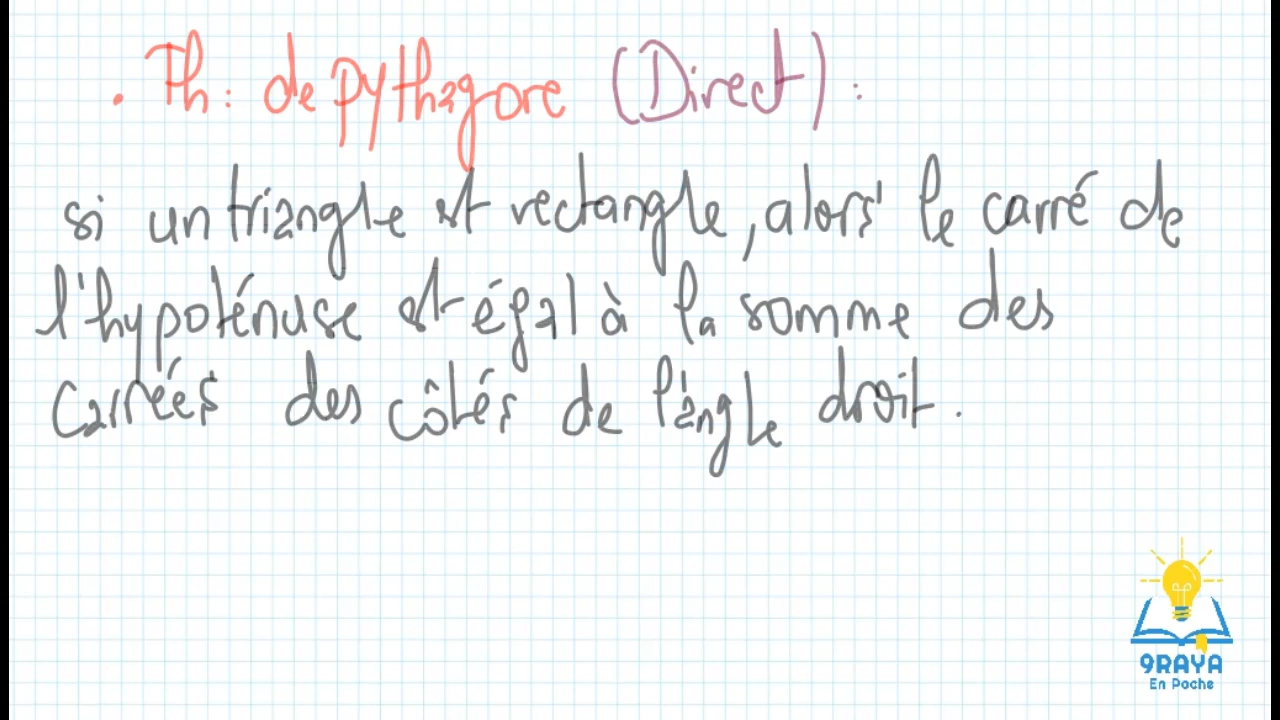 . Th : de pythagore (Direct) :
si un triangle est rectangle, alors le carré de
l'hypoténuse est égal à la somme des
carrées des côtés de l'angle droit.
9RAYA
En Poche